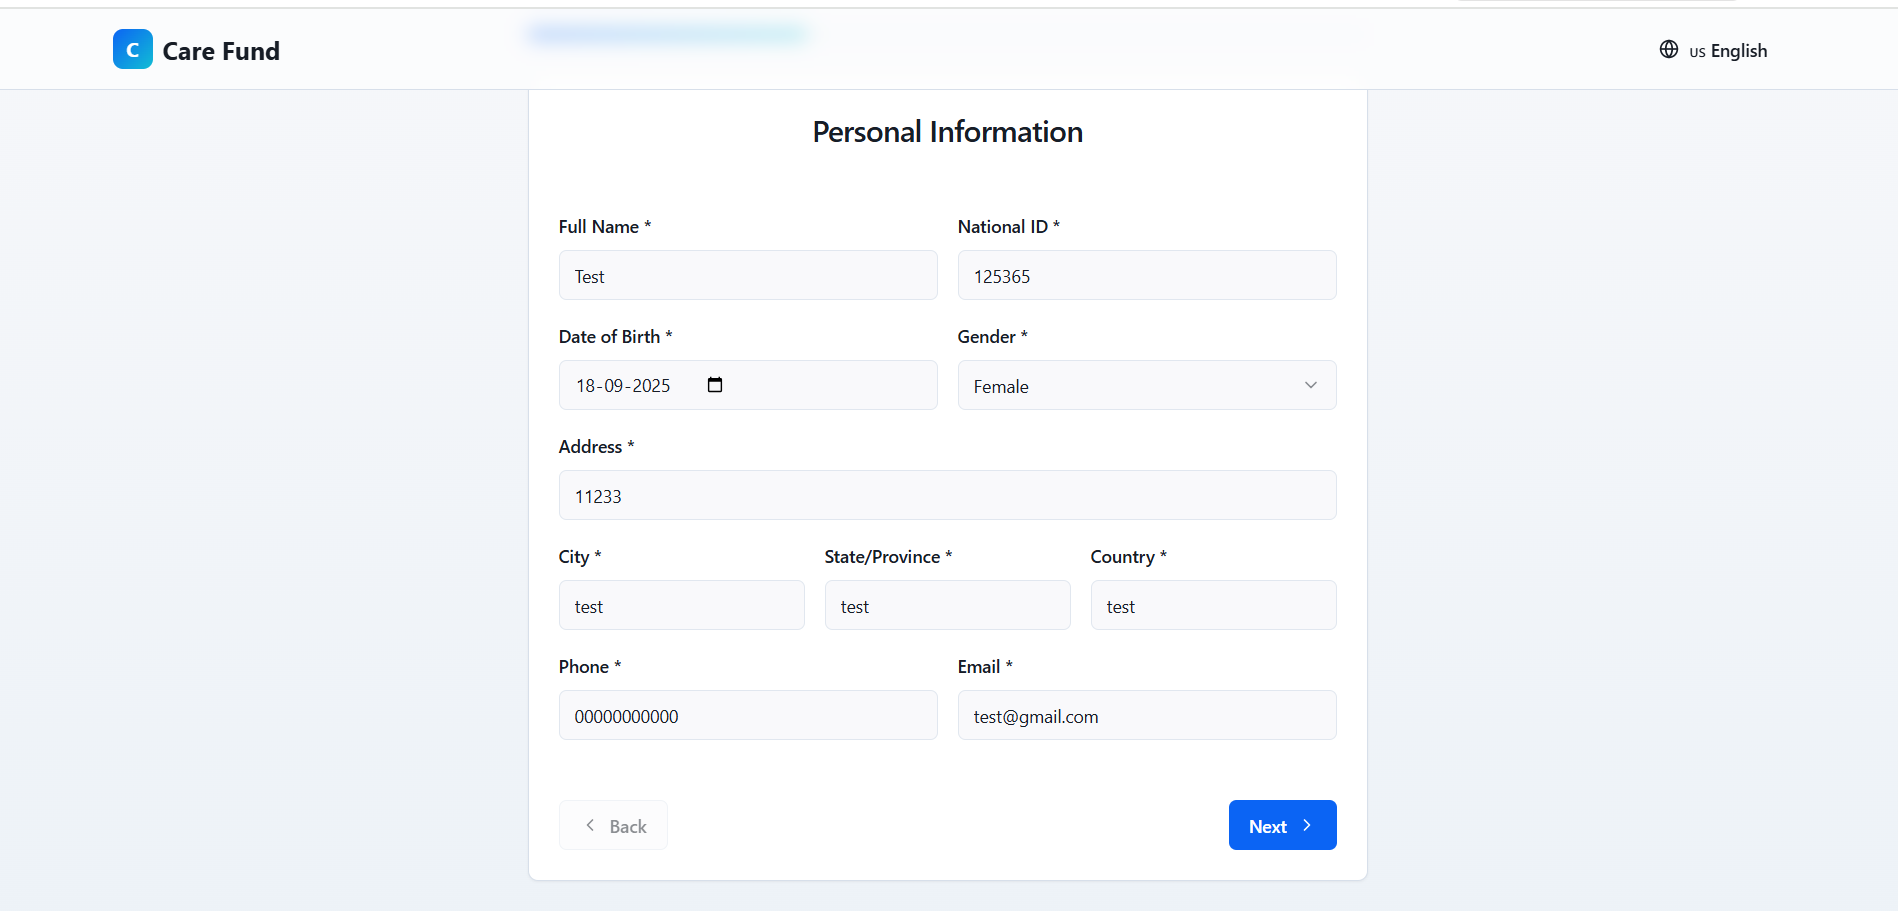 C Care Fund
us English
Personal Information
Full Name * National ID *
Test 125365
Date of Birth * Gender *
18-09-2025 Female
Address *
11233
City * State/Province * Country *
test test test
Phone * Email *
00000000000 test@gmail.com
Back Next